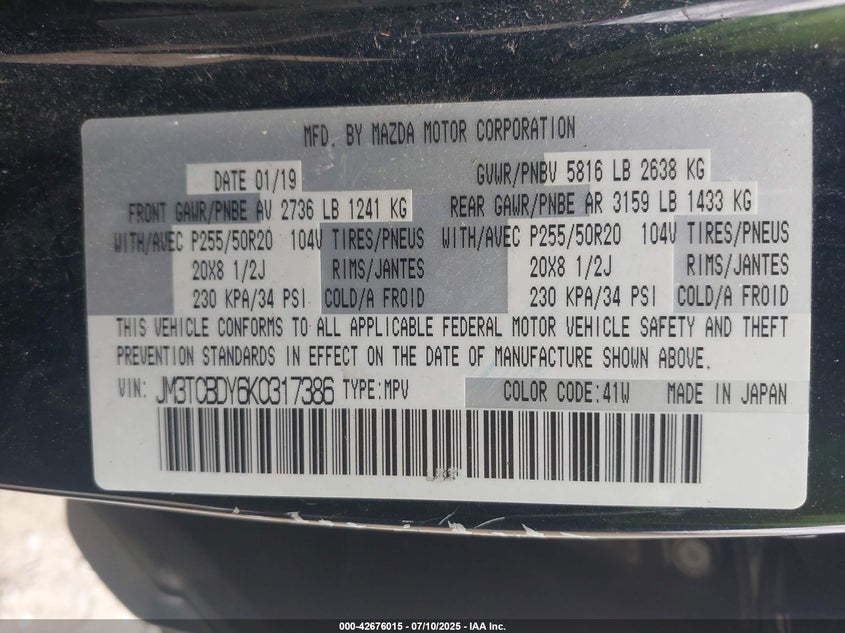 MFD. BY MAZDA MOTOR CORPORATION
DATE 01/19 GVWR/PNBV 5816 LB 2638 KG
FRONT GAWR/PNBE AV 2736 LB 1241 KG REAR GAWR/PNBE AR 3159 LB 1433 KG
WITH/AVEC P255/50R20 104V TIRES/PNEUS WITH/AVEC P255/50R20 104V TIRES/PNEUS
20X8 1/2J RIMS/JANTES 20X8 1/2J RIMS/JANTES
230 KPA/34 PSI COLD/A FROID 230 KPA/34 PSI COLD/A FROID
THIS VEHICLE CONFORMS TO ALL APPLICABLE FEDERAL MOTOR VEHICLE SAFETY AND THEFT
PREVENTION STANDARDS IN EFFECT ON THE DATE OF MANUFACTURE SHOWN ABOVE.
VIN: JM3TCBDY6K0317386 TYPE:MPV COLOR CODE:41W MADE IN JAPAN
000-42676015 - 07/10/2025 - IAA Inc.